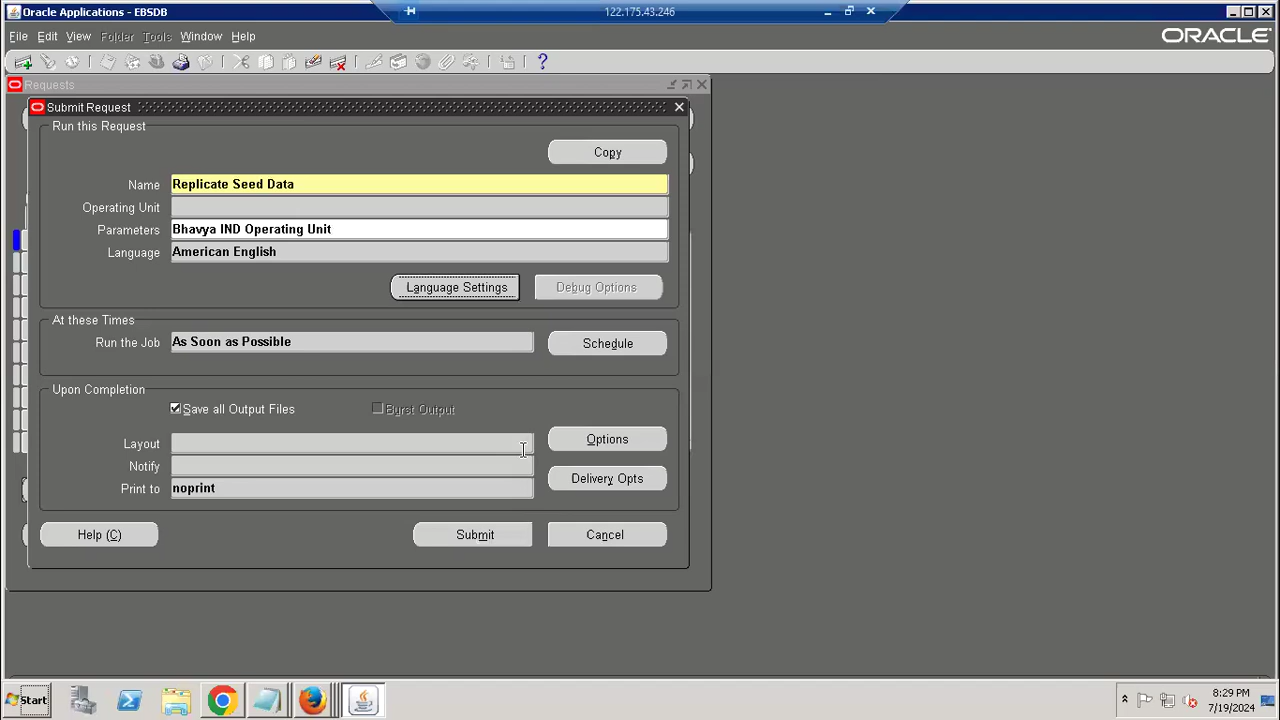 Oracle Applications - EBSDB
122.175.43.246
File Edit View Folder Tools Window Help
ORACLE
Requests
Submit Request
Run this Request
Copy
Name Replicate Seed Data
Operating Unit
Parameters Bhavya IND Operating Unit
Language American English
Language Settings Debug Options
At these Times
Run the Job As Soon as Possible Schedule
Upon Completion
Save all Output Files Burst Output
Layout Options
Notify Delivery Opts
Print to noprint
Help (C) Submit Cancel
Start
8:29 PM
7/19/2024